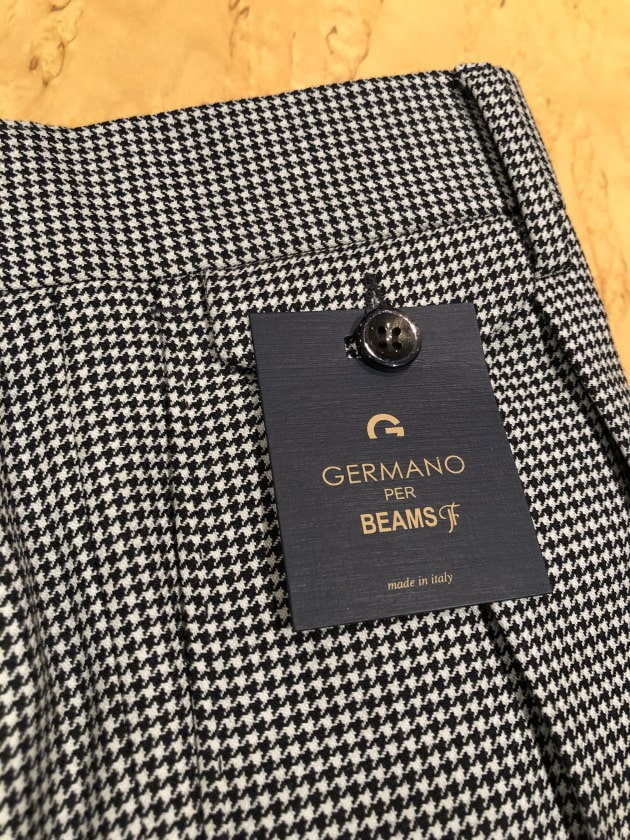 G
GERMANO
PER
BEAMS F
made in italy